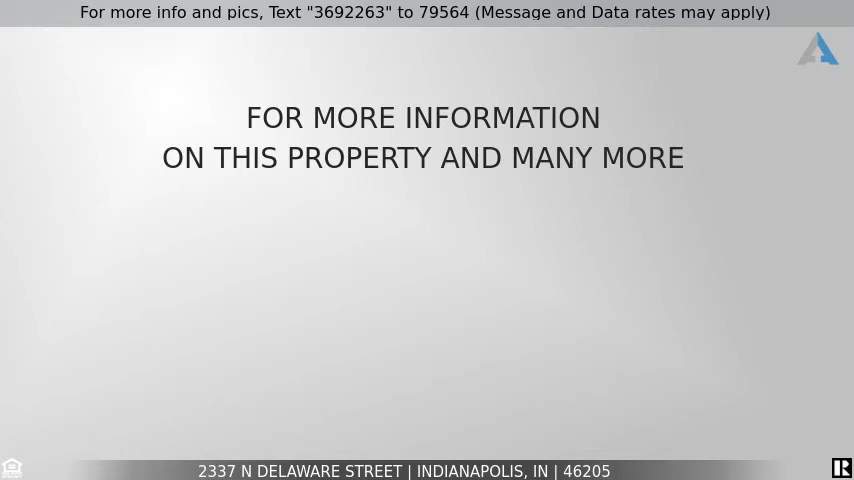 For more info and pics, Text "3692263" to 79564 (Message and Data rates may apply)
FOR MORE INFORMATION
ON THIS PROPERTY AND MANY MORE
2337 N DELAWARE STREET | INDIANAPOLIS, IN | 46205